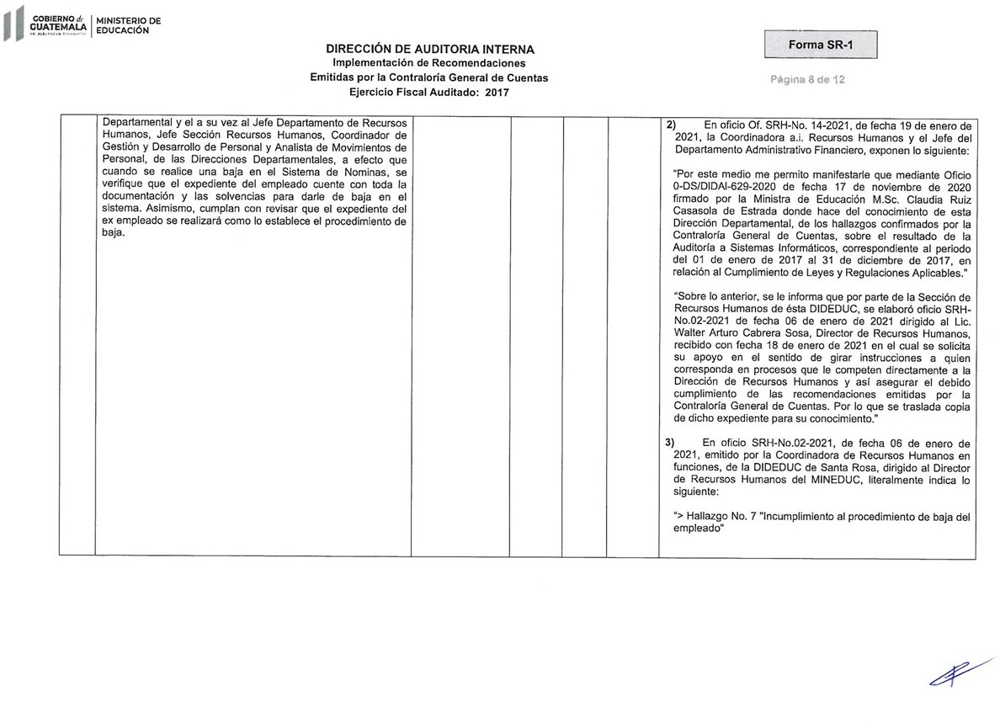 GOBIERNO de
GUATEMALA
DR. ALEJANDRO GIAMMATTEI
MINISTERIO DE
EDUCACIÓN
DIRECCIÓN DE AUDITORIA INTERNA
Implementación de Recomendaciones
Emitidas por la Contraloría General de Cuentas
Ejercicio Fiscal Auditado: 2017
Forma SR-1
Página 8 de 12
Departamental y el a su vez al Jefe Departamento de Recursos
Humanos, Jefe Sección Recursos Humanos, Coordinador de
Gestión y Desarrollo de Personal y Analista de Movimientos de
Personal, de las Direcciones Departamentales, a efecto que
cuando se realice una baja en el Sistema de Nominas, se
verifique que el expediente del empleado cuente con toda la
documentación y las solvencias para darle de baja en el
sistema. Asimismo, cumplan con revisar que el expediente del
ex empleado se realizará como lo establece el procedimiento de
baja.
2) En oficio Of. SRH-No. 14-2021, de fecha 19 de enero de
2021, la Coordinadora a.i. Recursos Humanos y el Jefe del
Departamento Administrativo Financiero, exponen lo siguiente:
“Por este medio me permito manifestarle que mediante Oficio
0-DS/DIDAI-629-2020 de fecha 17 de noviembre de 2020
firmado por la Ministra de Educación M.Sc. Claudia Ruiz
Casasola de Estrada donde hace del conocimiento de esta
Dirección Departamental, de los hallazgos confirmados por la
Contraloría General de Cuentas, sobre el resultado de la
Auditoría a Sistemas Informáticos, correspondiente al periodo
del 01 de enero de 2017 al 31 de diciembre de 2017, en
relación al Cumplimiento de Leyes y Regulaciones Aplicables.”
“Sobre lo anterior, se le informa que por parte de la Sección de
Recursos Humanos de ésta DIDEDUC, se elaboró oficio SRH-
No.02-2021 de fecha 06 de enero de 2021 dirigido al Lic.
Walter Arturo Cabrera Sosa, Director de Recursos Humanos,
recibido con fecha 18 de enero de 2021 en el cual se solicita
su apoyo en el sentido de girar instrucciones a quien
corresponda en procesos que le competen directamente a la
Dirección de Recursos Humanos y así asegurar el debido
cumplimiento de las recomendaciones emitidas por la
Contraloría General de Cuentas. Por lo que se traslada copia
de dicho expediente para su conocimiento.”
3) En oficio SRH-No.02-2021, de fecha 06 de enero de
2021, emitido por la Coordinadora de Recursos Humanos en
funciones, de la DIDEDUC de Santa Rosa, dirigido al Director
de Recursos Humanos del MINEDUC, literalmente indica lo
siguiente:
“> Hallazgo No. 7 "Incumplimiento al procedimiento de baja del
empleado"